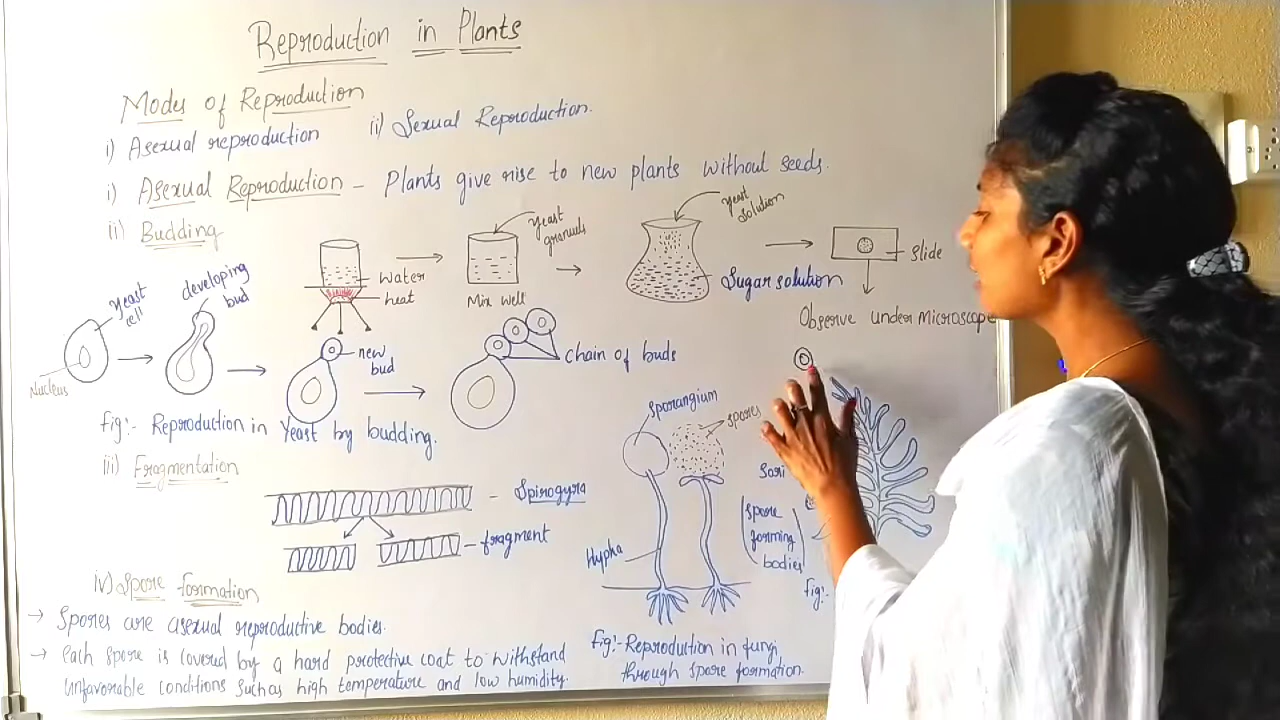 Reproduction in Plants
Modes of Reproduction
i) Asexual reproduction ii) Sexual Reproduction.
i) Asexual Reproduction - Plants give rise to new plants without seeds.
ii) Budding
Yeast cell
developing bud
Nucleus
Water
heat
Yeast granuels
Mix well
Yeast solution
Sugar solution
Slide
Observe under microscope
new bud
chain of buds
fig:- Reproduction in Yeast by budding.
iii) Fragmentation
- Spirogyra
- fragment
Sporangium
spores
Hypha
Sori
(spore forming bodies)
fig:-
fig:- Reproduction in fungi
through spore formation.
iv) Spore formation
→ Spores are asexual reproductive bodies.
→ Each spore is covered by a hard protective coat to withstand
unfavorable conditions such as high temperature and low humidity.